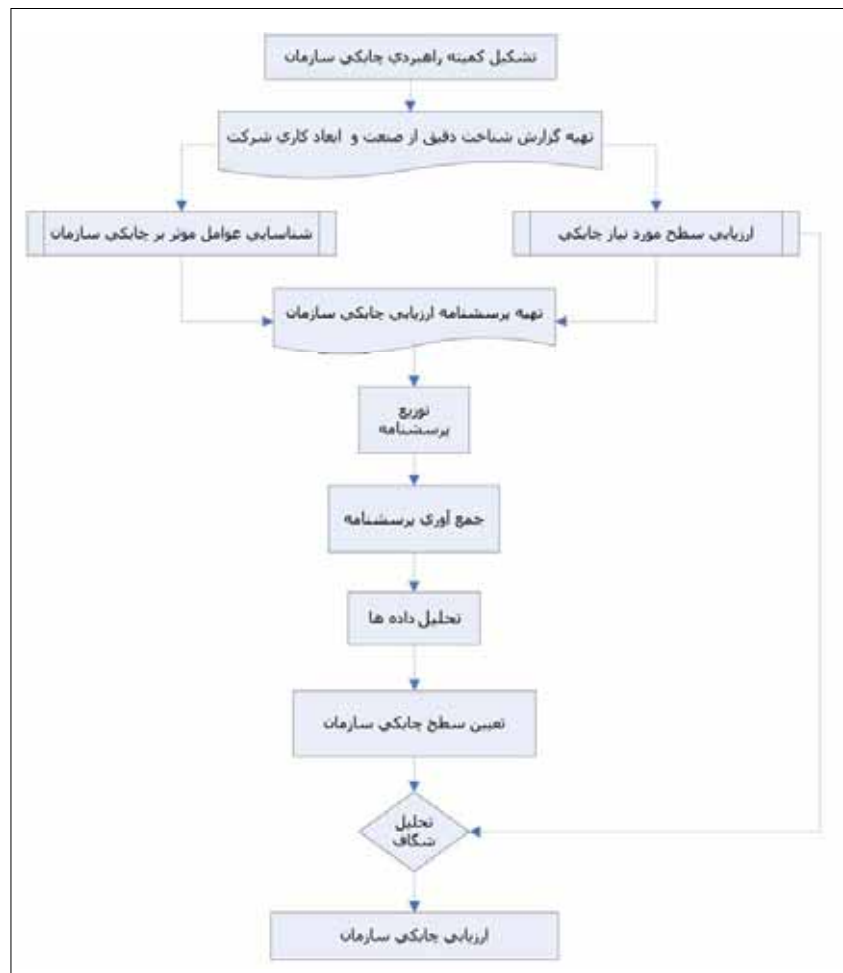 تشکیل کمیته راهبردی چابکی سازمان
تهیه گزارش شناخت دقیق از صنعت و ابعاد کاری شرکت
ارزیابی سطح مورد نیاز چابکی
شناسایی عوامل موثر بر چابکی سازمان
تهیه پرسشنامه ارزیابی چابکی سازمان
توزیع
پرسشنامه
جمع آوری پرسشنامه
تحلیل داده ها
تعیین سطح چابکی سازمان
تحلیل
شگاف
ارزیابی چابکی سازمان